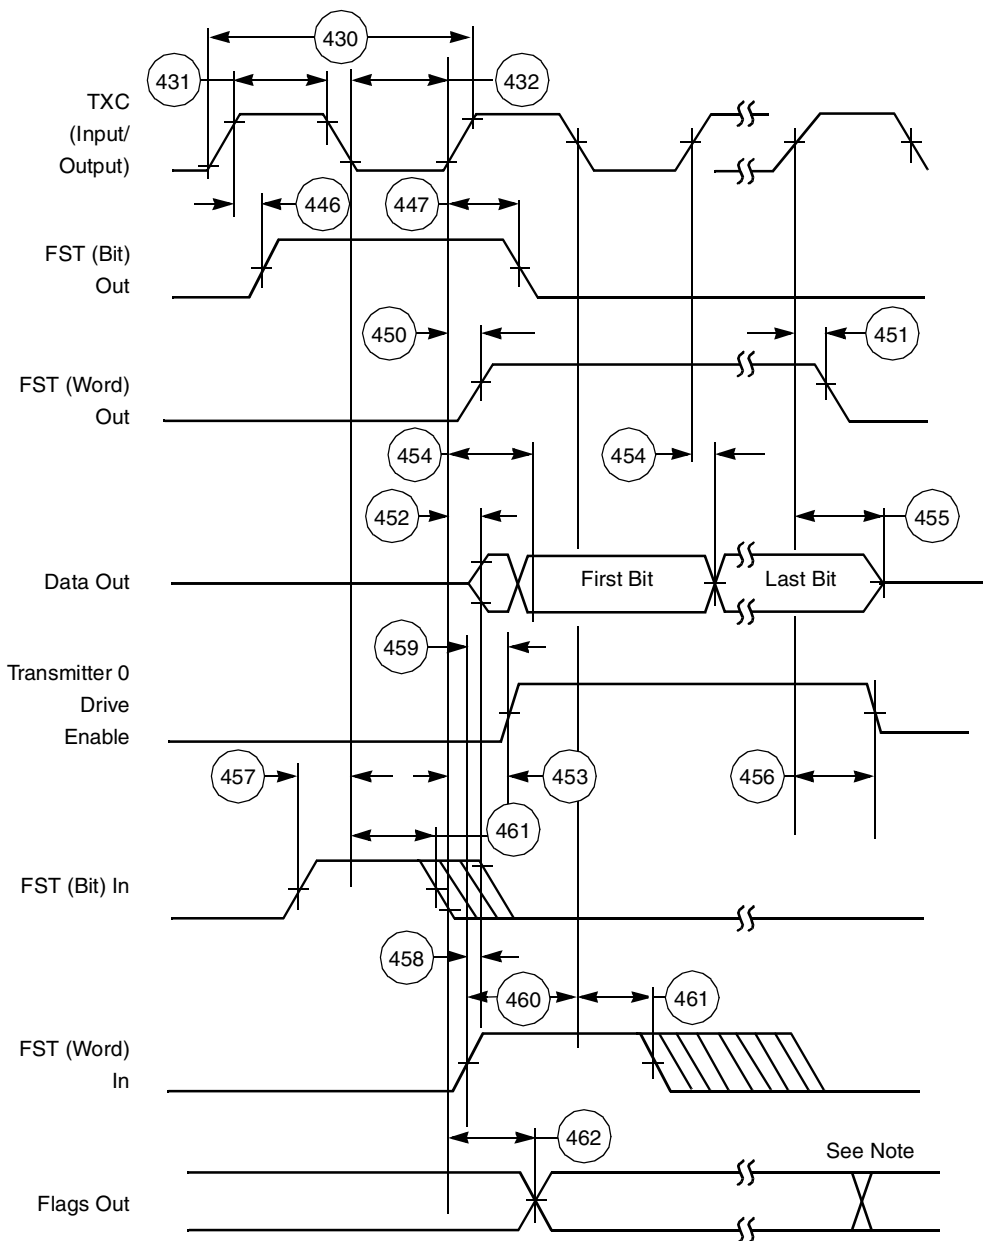 430
431
432
TXC
(Input/
Output)
446
447
FST (Bit)
Out
450
451
FST (Word)
Out
454
454
452
455
Data Out
First Bit
Last Bit
459
Transmitter 0
Drive
Enable
457
453
456
461
FST (Bit) In
458
460
461
FST (Word)
In
462
See Note
Flags Out